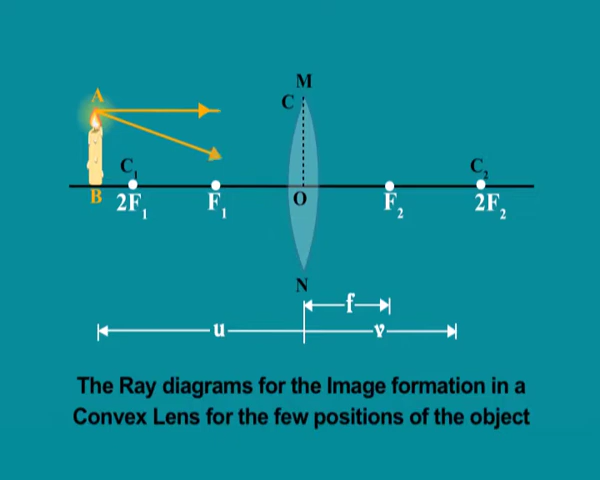 M
A
C
C1
C2
B
2F1
F1
O
F2
2F2
N
f
u
v
The Ray diagrams for the Image formation in a
Convex Lens for the few positions of the object